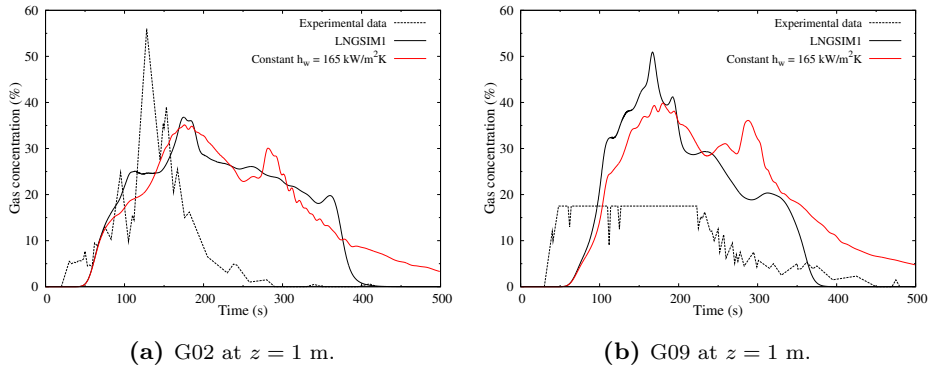 Experimental data
LNGSIM1
Constant h_w = 165 kW/m²K
Gas concentration (%)
60
50
40
30
20
10
0
0 100 200 300 400 500
Time (s)
(a) G02 at z = 1 m.
Experimental data
LNGSIM1
Constant h_w = 165 kW/m²K
Gas concentration (%)
60
50
40
30
20
10
0
0 100 200 300 400 500
Time (s)
(b) G09 at z = 1 m.